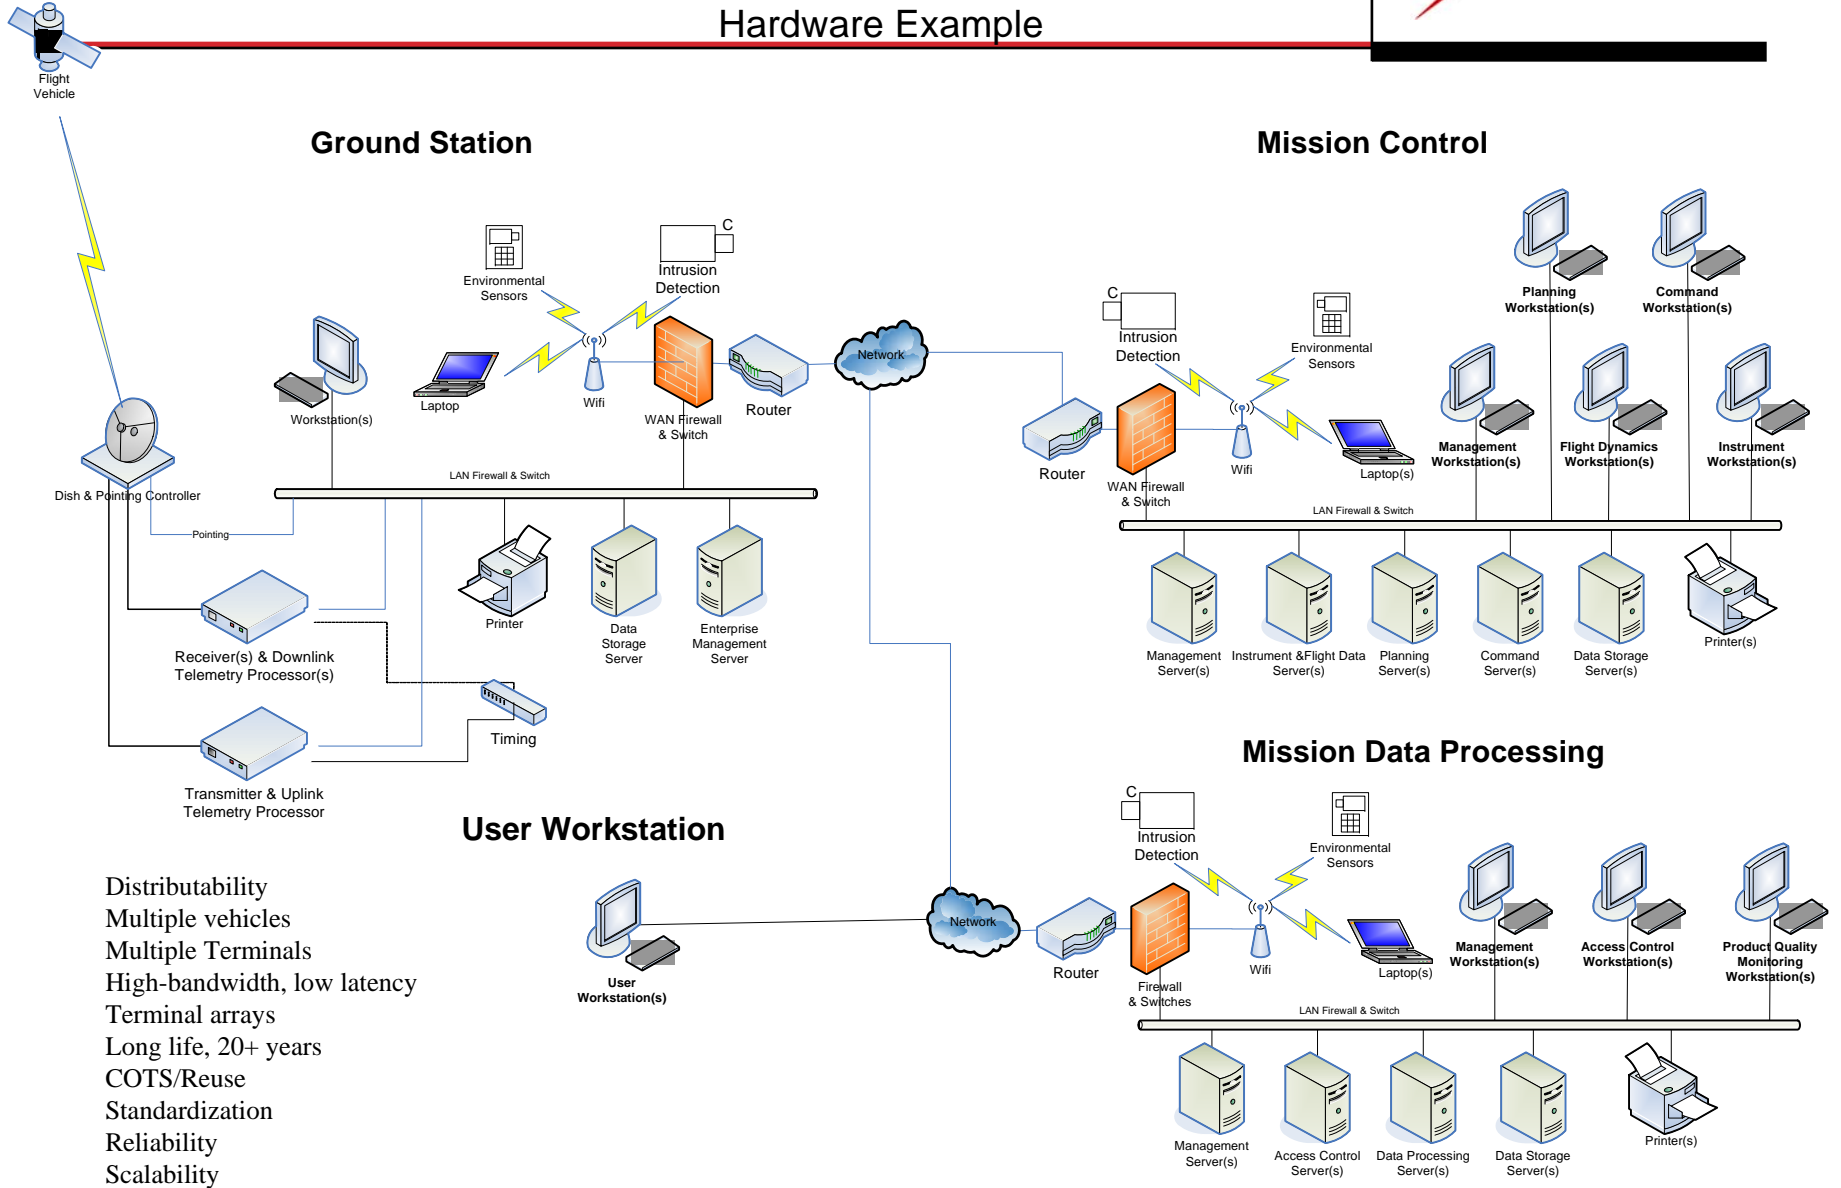 Hardware Example
Flight
Vehicle
Ground Station
Mission Control
C
Environmental
Sensors
Intrusion
Detection
Workstation(s)
Laptop
Wifi
WAN Firewall
& Switch
Router
Network
LAN Firewall & Switch
Dish & Pointing Controller
Pointing
Receiver(s) & Downlink
Telemetry Processor(s)
Transmitter & Uplink
Telemetry Processor
Timing
Printer
Data
Storage
Server
Enterprise
Management
Server
C
Intrusion
Detection
Environmental
Sensors
Planning
Workstation(s)
Command
Workstation(s)
Router
WAN Firewall
& Switch
Wifi
Laptop(s)
Management
Workstation(s)
Flight Dynamics
Workstation(s)
Instrument
Workstation(s)
LAN Firewall & Switch
Management
Server(s)
Instrument &Flight Data
Server(s)
Planning
Server(s)
Command
Server(s)
Data Storage
Server(s)
Printer(s)
Mission Data Processing
User Workstation
User
Workstation(s)
Network
Router
C
Intrusion
Detection
Environmental
Sensors
Firewall
& Switches
Wifi
Laptop(s)
Management
Workstation(s)
Access Control
Workstation(s)
Product Quality
Monitoring
Workstation(s)
LAN Firewall & Switch
Management
Server(s)
Access Control
Server(s)
Data Processing
Server(s)
Data Storage
Server(s)
Printer(s)
Distributability
Multiple vehicles
Multiple Terminals
High-bandwidth, low latency
Terminal arrays
Long life, 20+ years
COTS/Reuse
Standardization
Reliability
Scalability